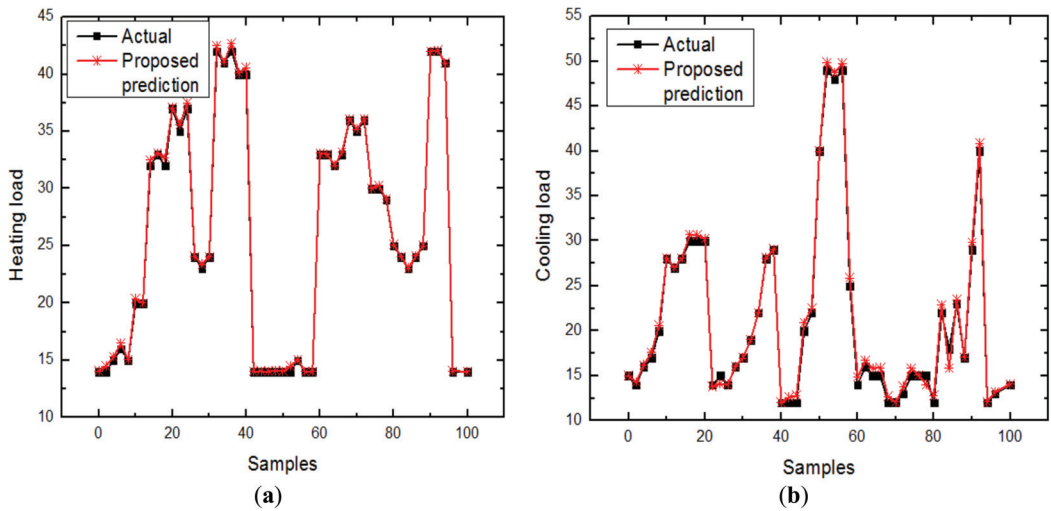 45
40
35
30
25
20
15
10
Heating load
Actual
Proposed
prediction
0 20 40 60 80 100
Samples
(a)
55
50
45
40
35
30
25
20
15
10
Cooling load
Actual
Proposed
prediction
0 20 40 60 80 100
Samples
(b)